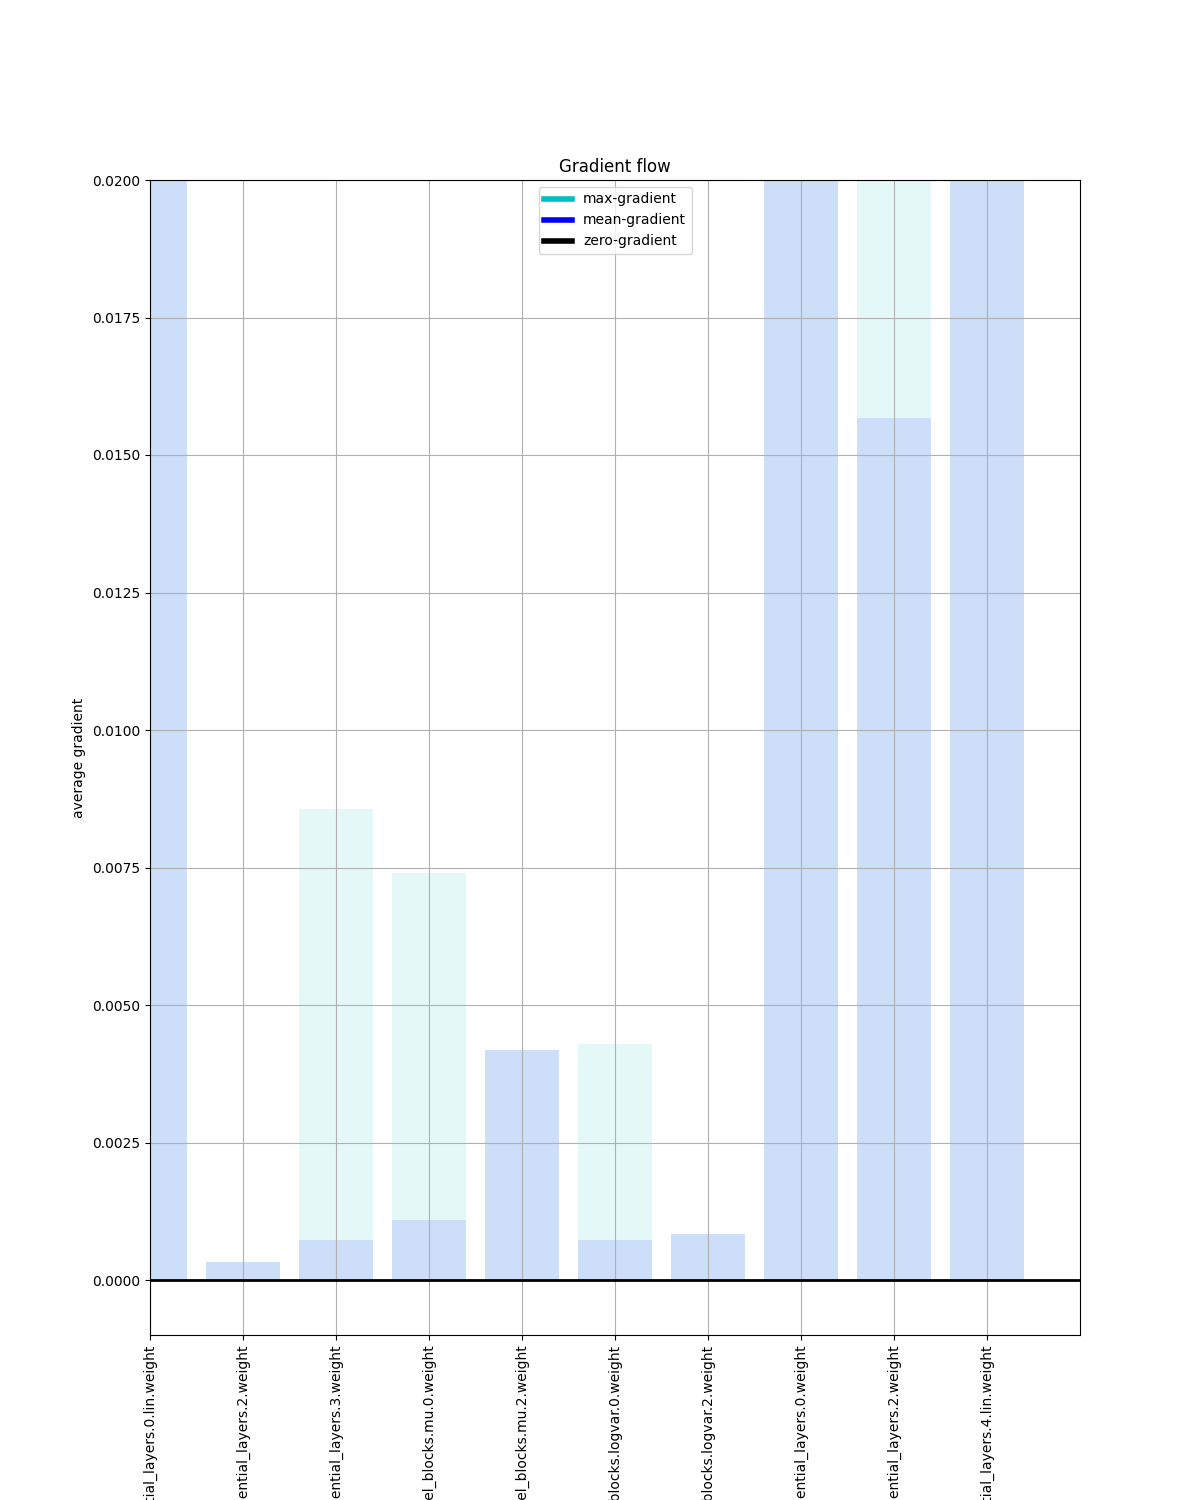 Gradient flow
max-gradient
mean-gradient
zero-gradient
0.0200
0.0175
0.0150
0.0125
0.0100
0.0075
0.0050
0.0025
0.0000
average gradient
tial_layers.0.lin.weight
ential_layers.2.weight
ential_layers.3.weight
el_blocks.mu.0.weight
el_blocks.mu.2.weight
blocks.logvar.0.weight
blocks.logvar.2.weight
ential_layers.0.weight
ential_layers.2.weight
tial_layers.4.lin.weight